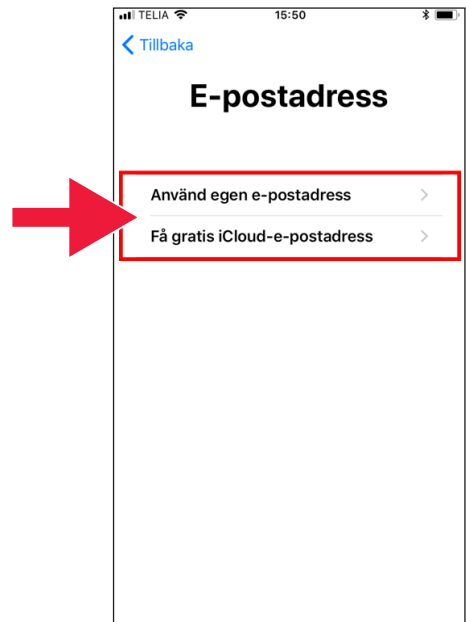 TELIA 15:50
Tillbaka
E-postadress
Använd egen e-postadress
Få gratis iCloud-e-postadress